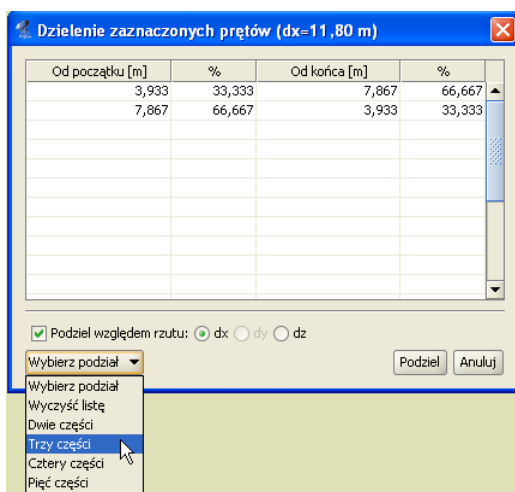 Dzielenie zaznaczonych prętów (dx=11,80 m)
Od początku [m] % Od końca [m] %
3,933 33,333 7,867 66,667
7,867 66,667 3,933 33,333
Podziel względem rzutu: dx dy dz
Wybierz podział Podziel Anuluj
Wybierz podział
Wyczyść listę
Dwie części
Trzy części
Cztery części
Pięć części